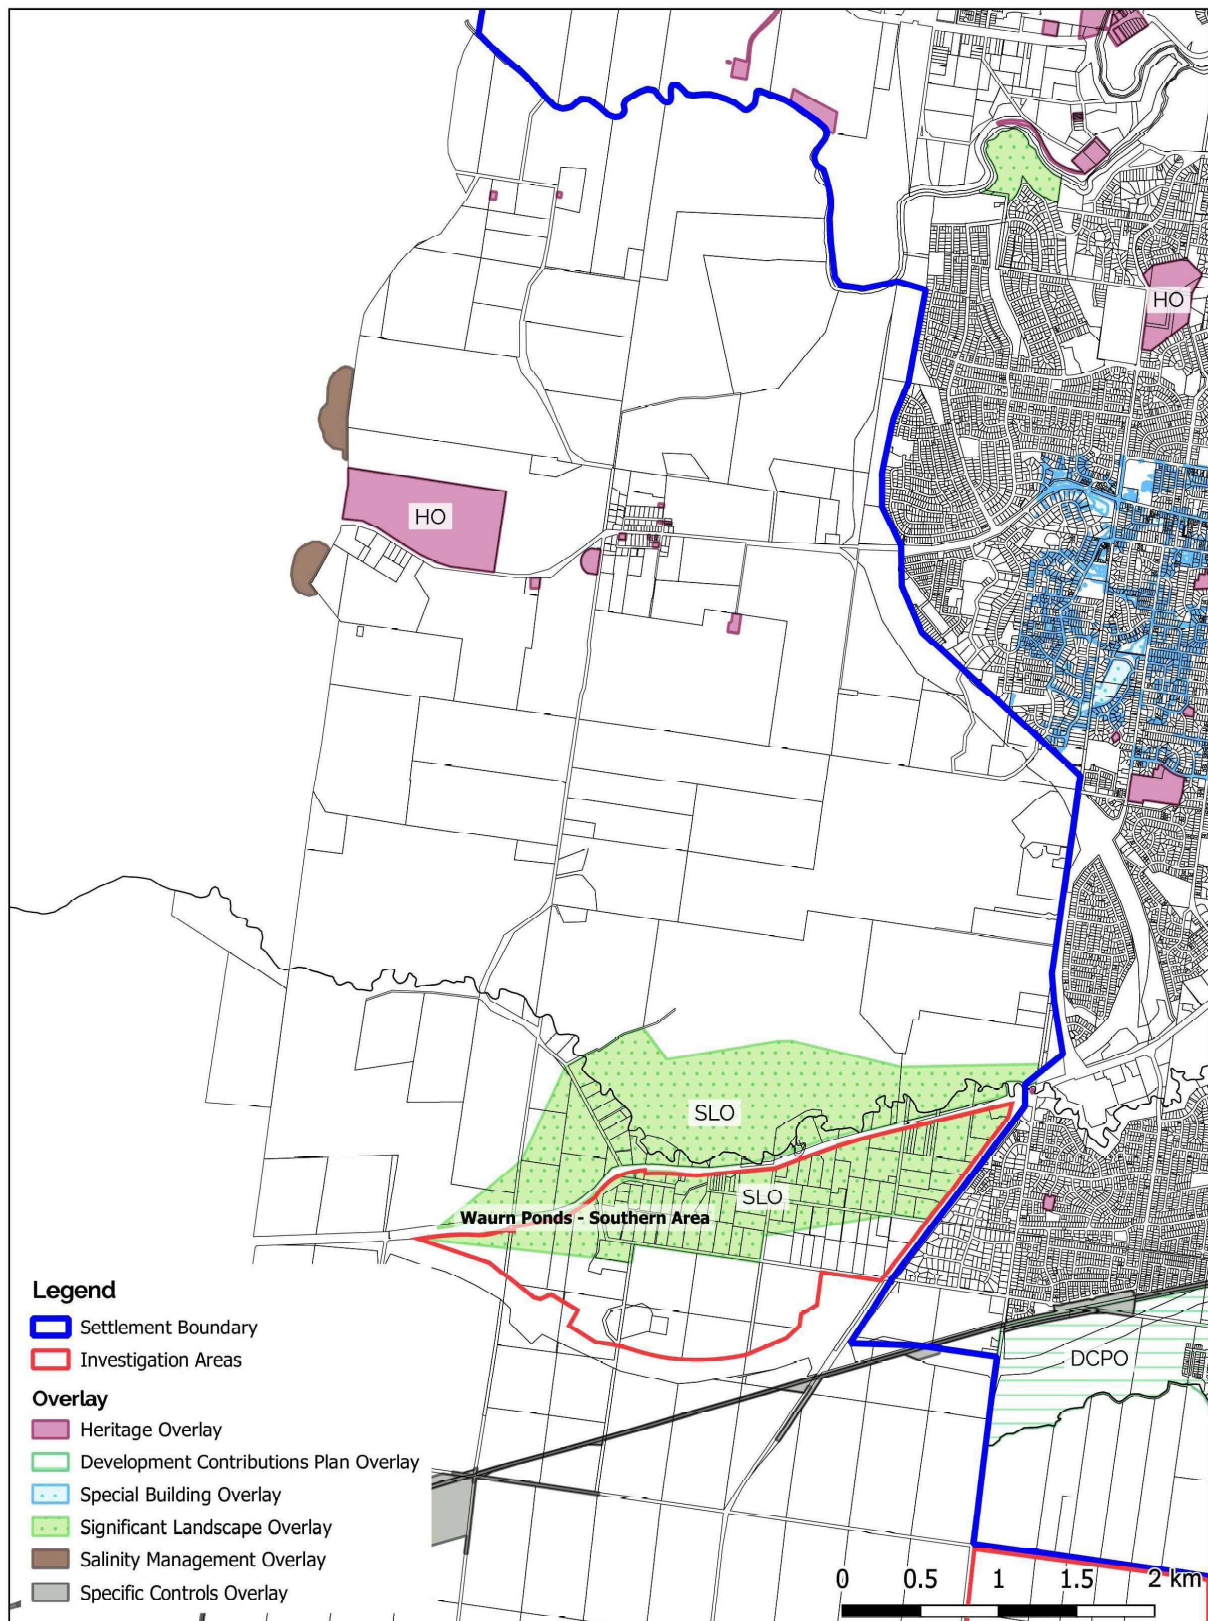 HO
HO
SLO
SLO
Waurn Ponds - Southern Area
DCPO
Legend
Settlement Boundary
Investigation Areas
Overlay
Heritage Overlay
Development Contributions Plan Overlay
Special Building Overlay
Significant Landscape Overlay
Salinity Management Overlay
Specific Controls Overlay
0 0.5 1 1.5 2 km